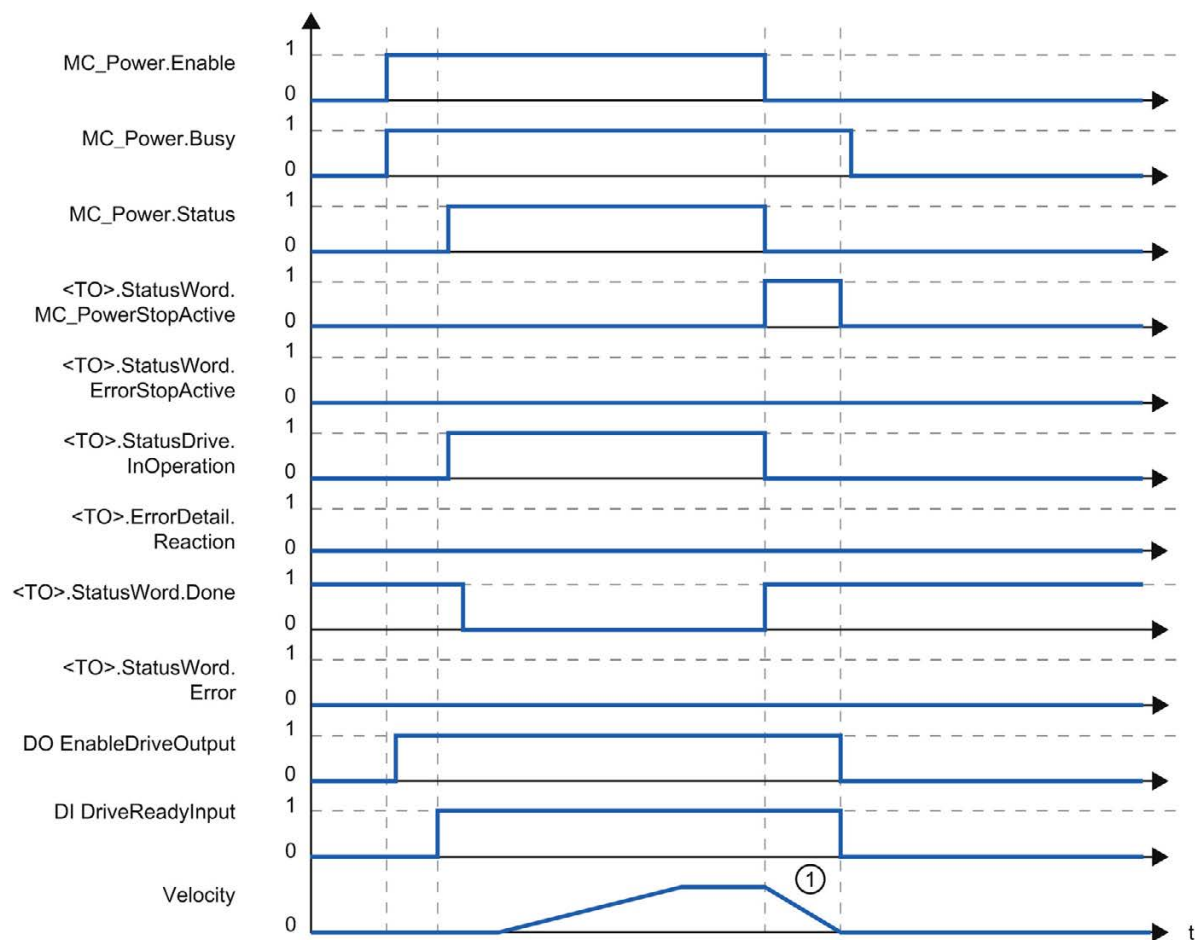 MC_Power.Enable
1
0
MC_Power.Busy
1
0
MC_Power.Status
1
0
<TO>.StatusWord.
MC_PowerStopActive
1
0
<TO>.StatusWord.
ErrorStopActive
1
0
<TO>.StatusDrive.
InOperation
1
0
<TO>.ErrorDetail.
Reaction
1
0
<TO>.StatusWord.Done
1
0
<TO>.StatusWord.
Error
1
0
DO EnableDriveOutput
1
0
DI DriveReadyInput
1
0
Velocity
0
①
t